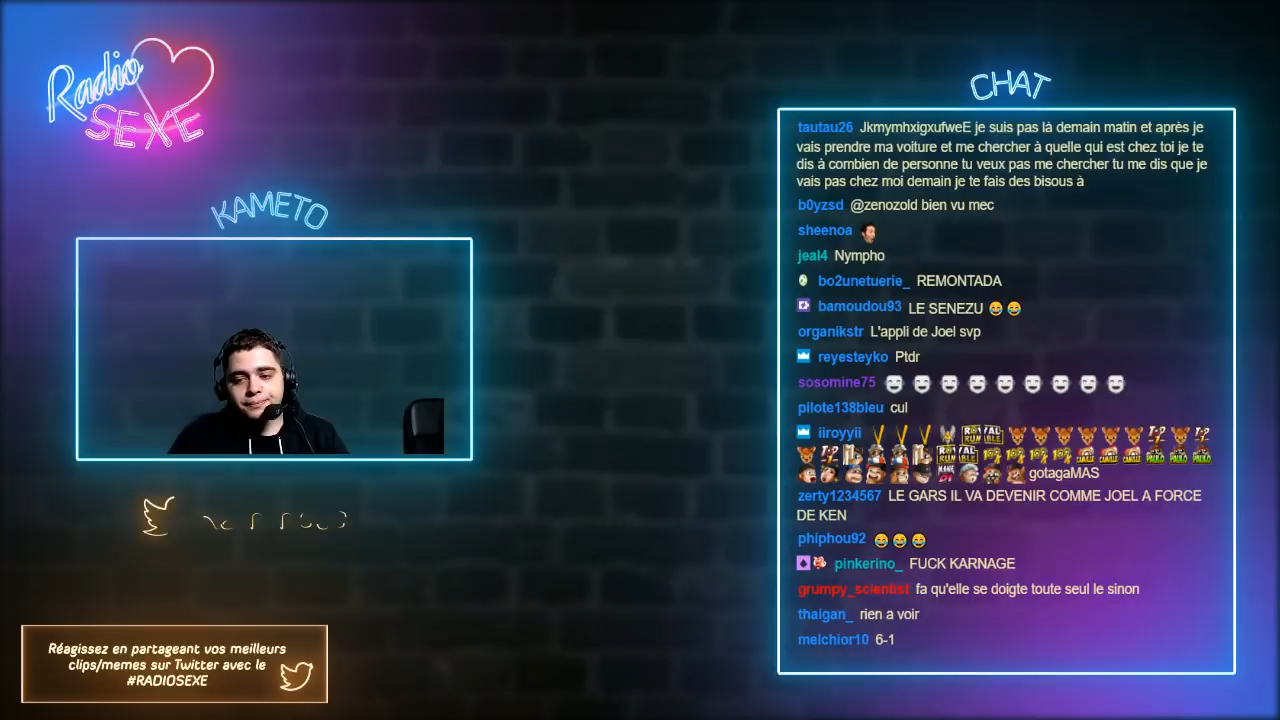 Radio
SEXE
KAMETO
Réagissez en partageant vos meilleurs
clips/memes sur Twitter avec le
#RADIOSEXE
CHAT
tautau26 JkmymhxigxufweE je suis pas là demain matin et après je
vais prendre ma voiture et me chercher à quelle qui est chez toi je te
dis à combien de personne tu veux pas me chercher tu me dis que je
vais pas chez moi demain je te fais des bisous à
b0yzsd @zenozold bien vu mec
sheenoa
jeal4 Nympho
bo2unetuerie_ REMONTADA
bamoudou93 LE SENEZU 😂 😂
organikstr L'appli de Joel svp
reyesteyko Ptdr
sosomine75
pilote138bleu cul
iiroyyii
gotagaMAS
zerty1234567 LE GARS IL VA DEVENIR COMME JOEL A FORCE
DE KEN
phiphou92 😂 😂 😂
pinkerino_ FUCK KARNAGE
grumpy_scientist fa qu'elle se doigte toute seul le sinon
thaigan_ rien a voir
melchior10 6-1